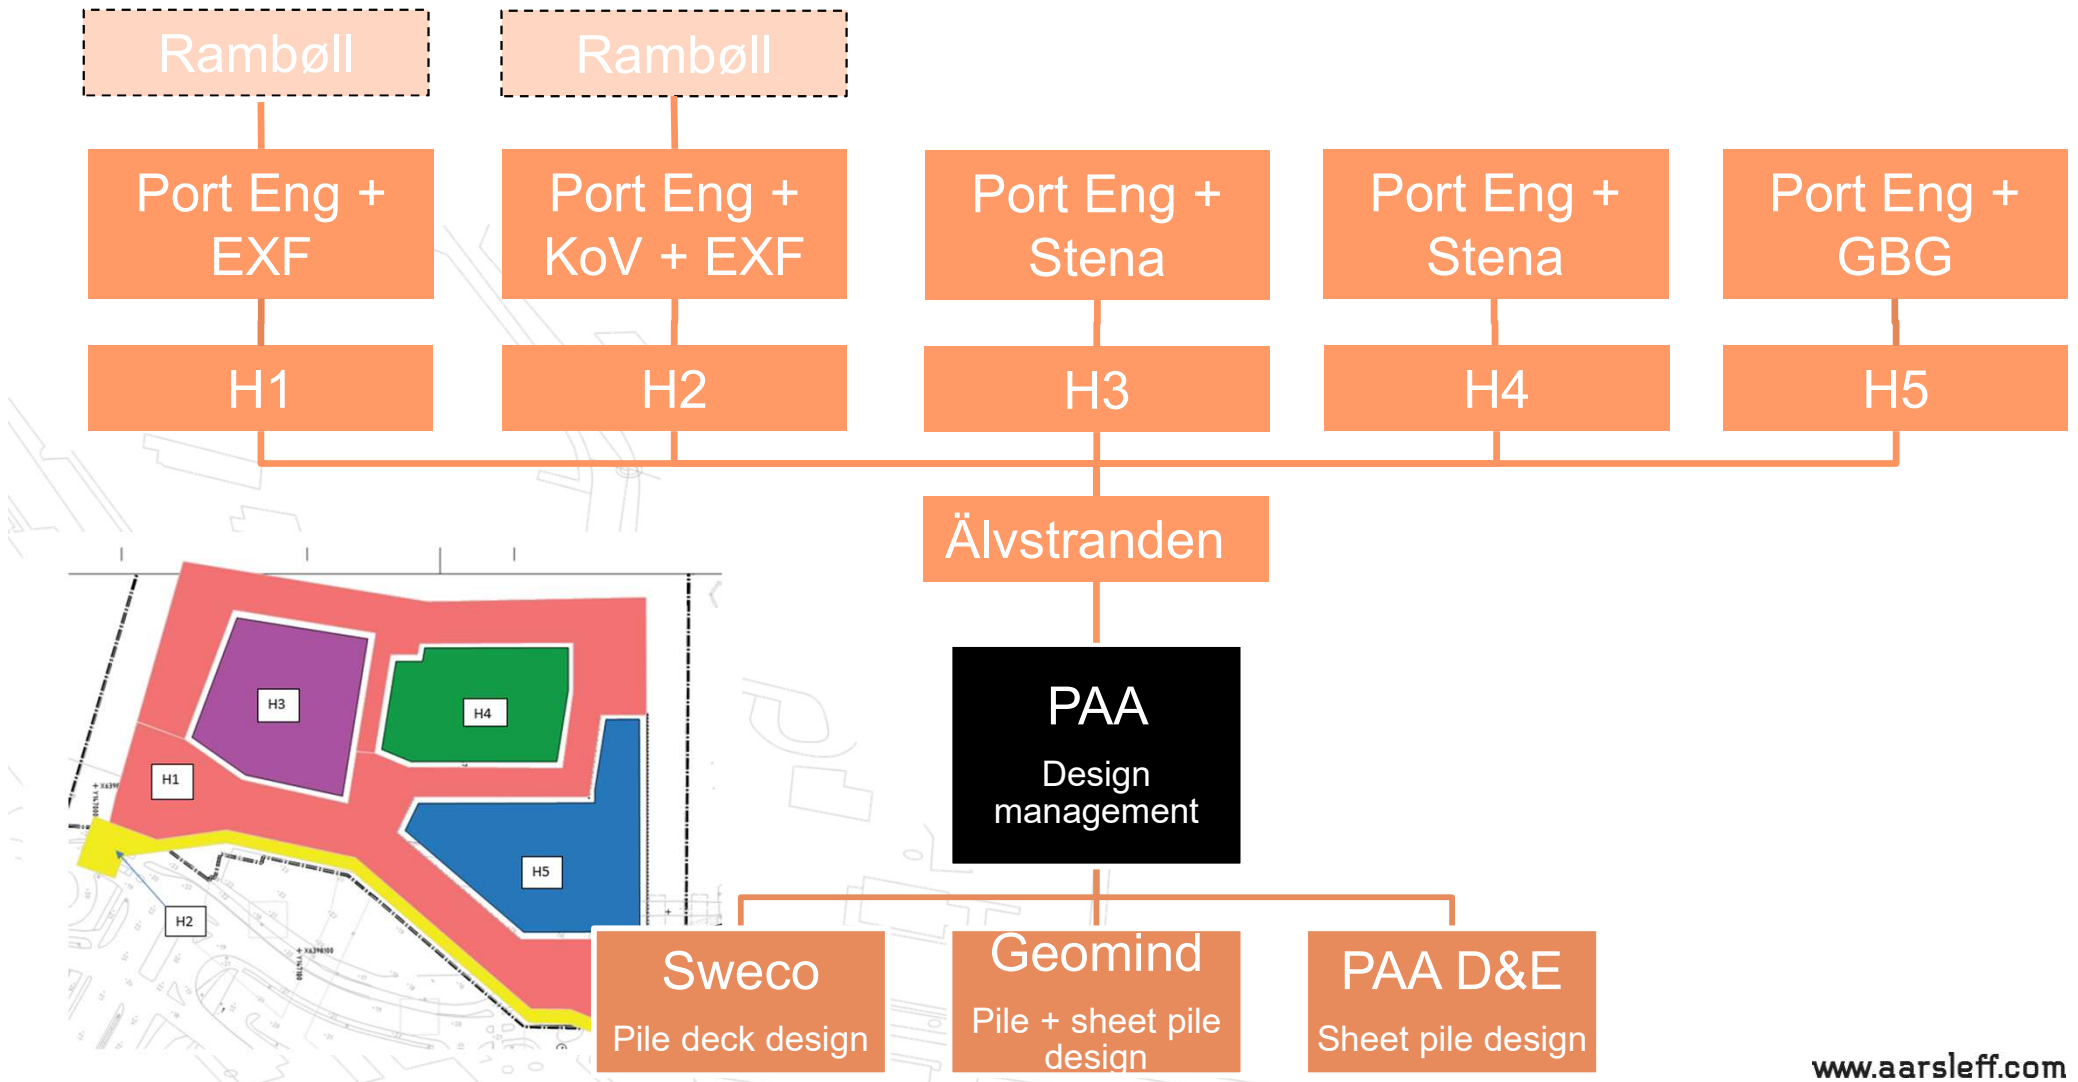 Rambøll
Rambøll
Port Eng +
EXF
Port Eng +
KoV + EXF
Port Eng +
Stena
Port Eng +
Stena
Port Eng +
GBG
H1
H2
H3
H4
H5
Älvstranden
PAA
Design
management
Sweco
Pile deck design
Geomind
Pile + sheet pile
design
PAA D&E
Sheet pile design
H3
H4
H1
H5
H2
www.aarsleff.com